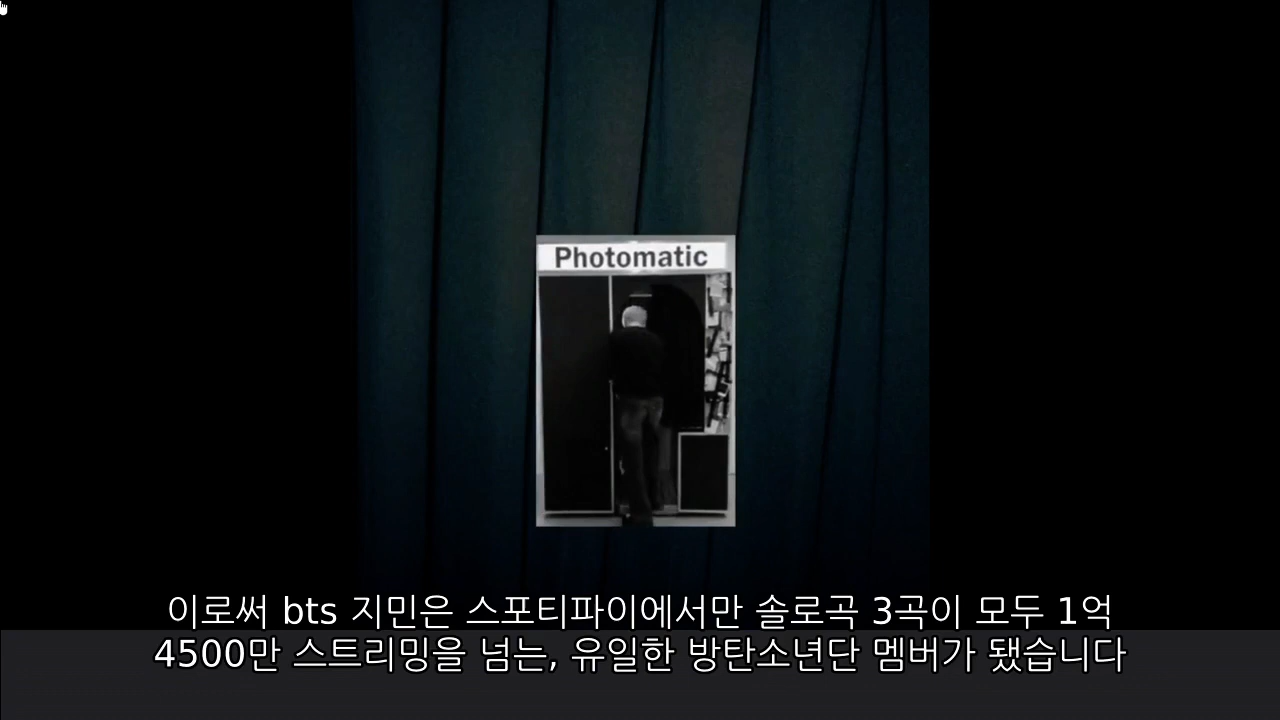 Photomatic
이로써 bts 지민은 스포티파이에서만 솔로곡 3곡이 모두 1억
4500만 스트리밍을 넘는, 유일한 방탄소년단 멤버가 됐습니다